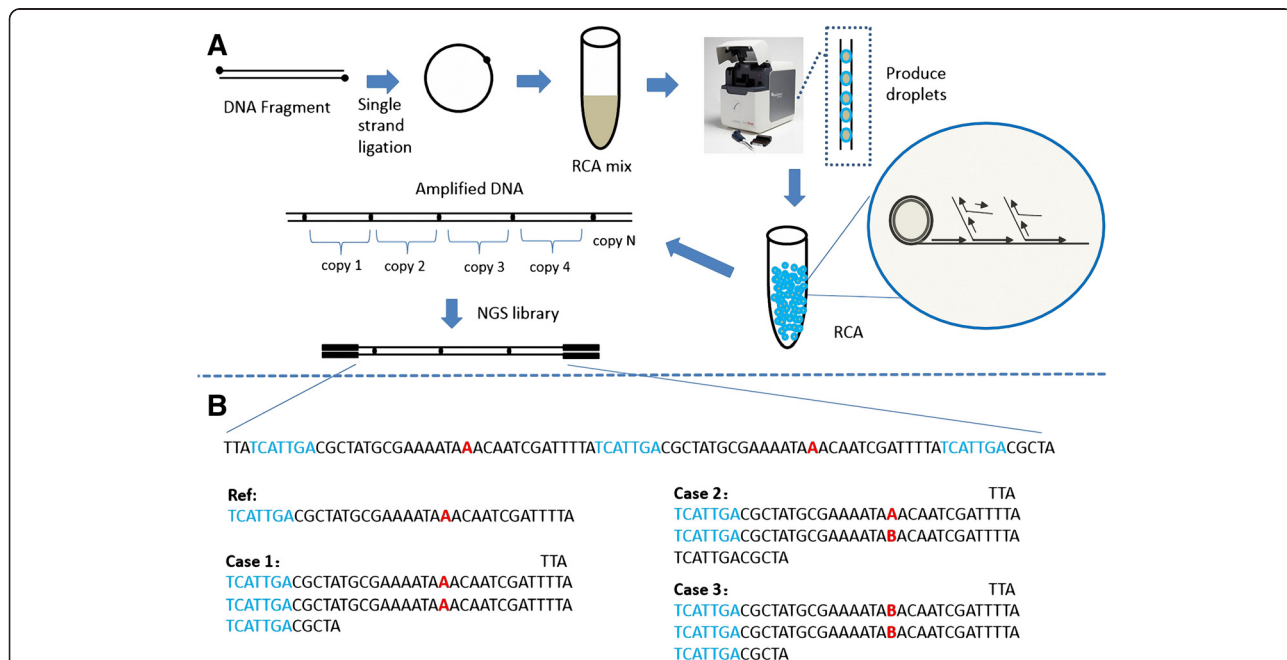 A
DNA Fragment
Single
strand
ligation
RCA mix
Produce
droplets
Amplified DNA
copy 1
copy 2
copy 3
copy 4
copy N
RCA
NGS library
B
TTATCATTGACGCTATGCGAAAATAAACAATCGATTTTATCATTGACGCTATGCGAAAATAAACAATCGATTTTATCATTGACGCTA
Ref:
TCATTGACGCTATGCGAAAATAAACAATCGATTTTA
Case 1:
TTA
TCATTGACGCTATGCGAAAATAAACAATCGATTTTA
TCATTGACGCTATGCGAAAATAAACAATCGATTTTA
TCATTGACGCTA
Case 2:
TTA
TCATTGACGCTATGCGAAAATAAACAATCGATTTTA
TCATTGACGCTATGCGAAAATABACAATCGATTTTA
TCATTGACGCTA
Case 3:
TTA
TCATTGACGCTATGCGAAAATABACAATCGATTTTA
TCATTGACGCTATGCGAAAATABACAATCGATTTTA
TCATTGACGCTA